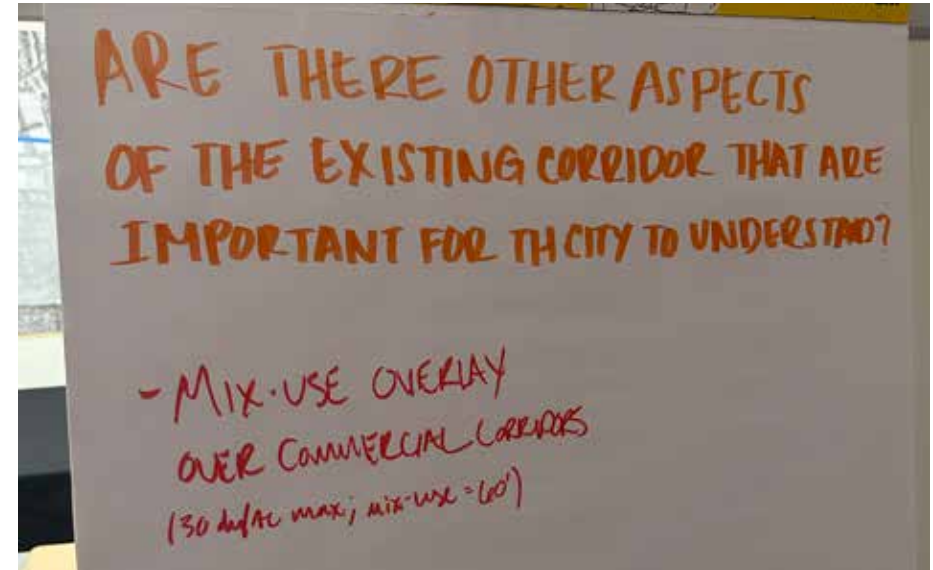 ARE THERE OTHER ASPECTS
OF THE EXISTING CORRIDOR THAT ARE
IMPORTANT FOR TH CITY TO UNDERSTAD?
- MIX-USE OVERLAY
OVER COMMERCIAL CORRIDORS
(30 du/AC max; mix-use = 60')